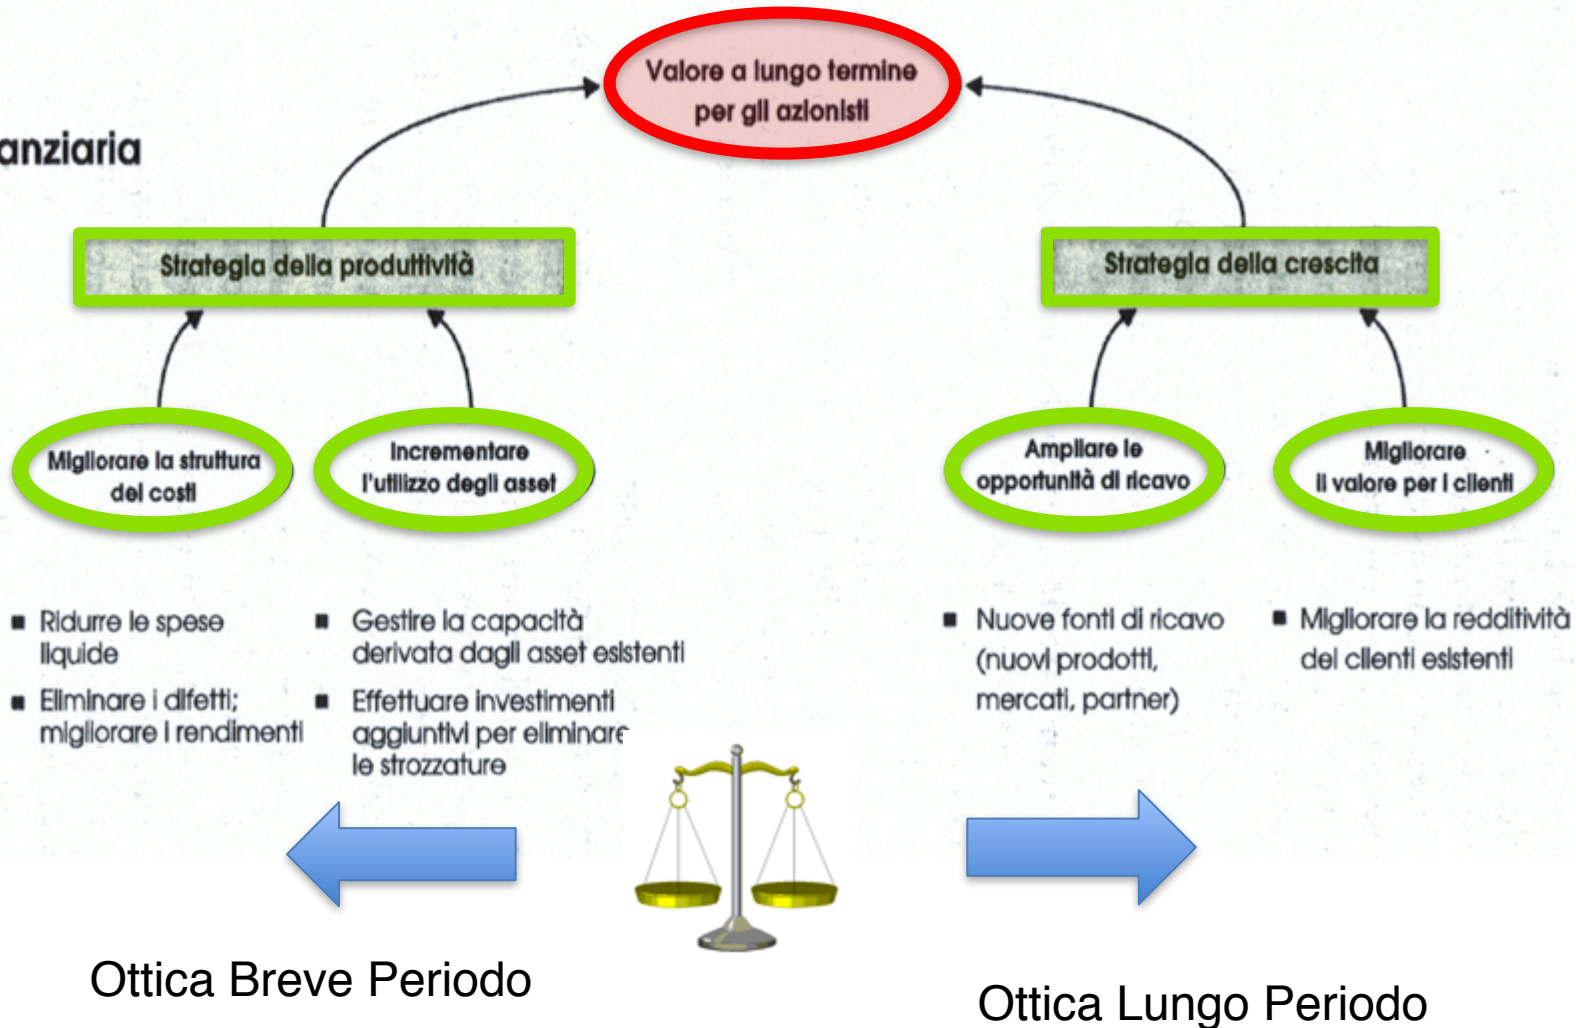 Valore a lungo termine
per gli azionisti
anziaria
Strategia della produttività
Strategia della crescita
Migliorare la struttura
dei costi
Incrementare
l'utilizzo degli asset
Ampliare le
opportunità di ricavo
Migliorare
il valore per i clienti
■ Ridurre le spese
liquide
■ Eliminare i difetti;
migliorare i rendimenti
■ Gestire la capacità
derivata dagli asset esistenti
■ Effettuare investimenti
aggiuntivi per eliminare
le strozzature
■ Nuove fonti di ricavo
(nuovi prodotti,
mercati, partner)
■ Migliorare la redditività
dei clienti esistenti
Ottica Breve Periodo
Ottica Lungo Periodo